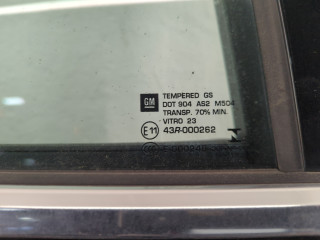 GM
TEMPERED GS
DOT 904 AS2 M504
TRANSP. 70% MIN.
VITRO 23
E11 43R-000262